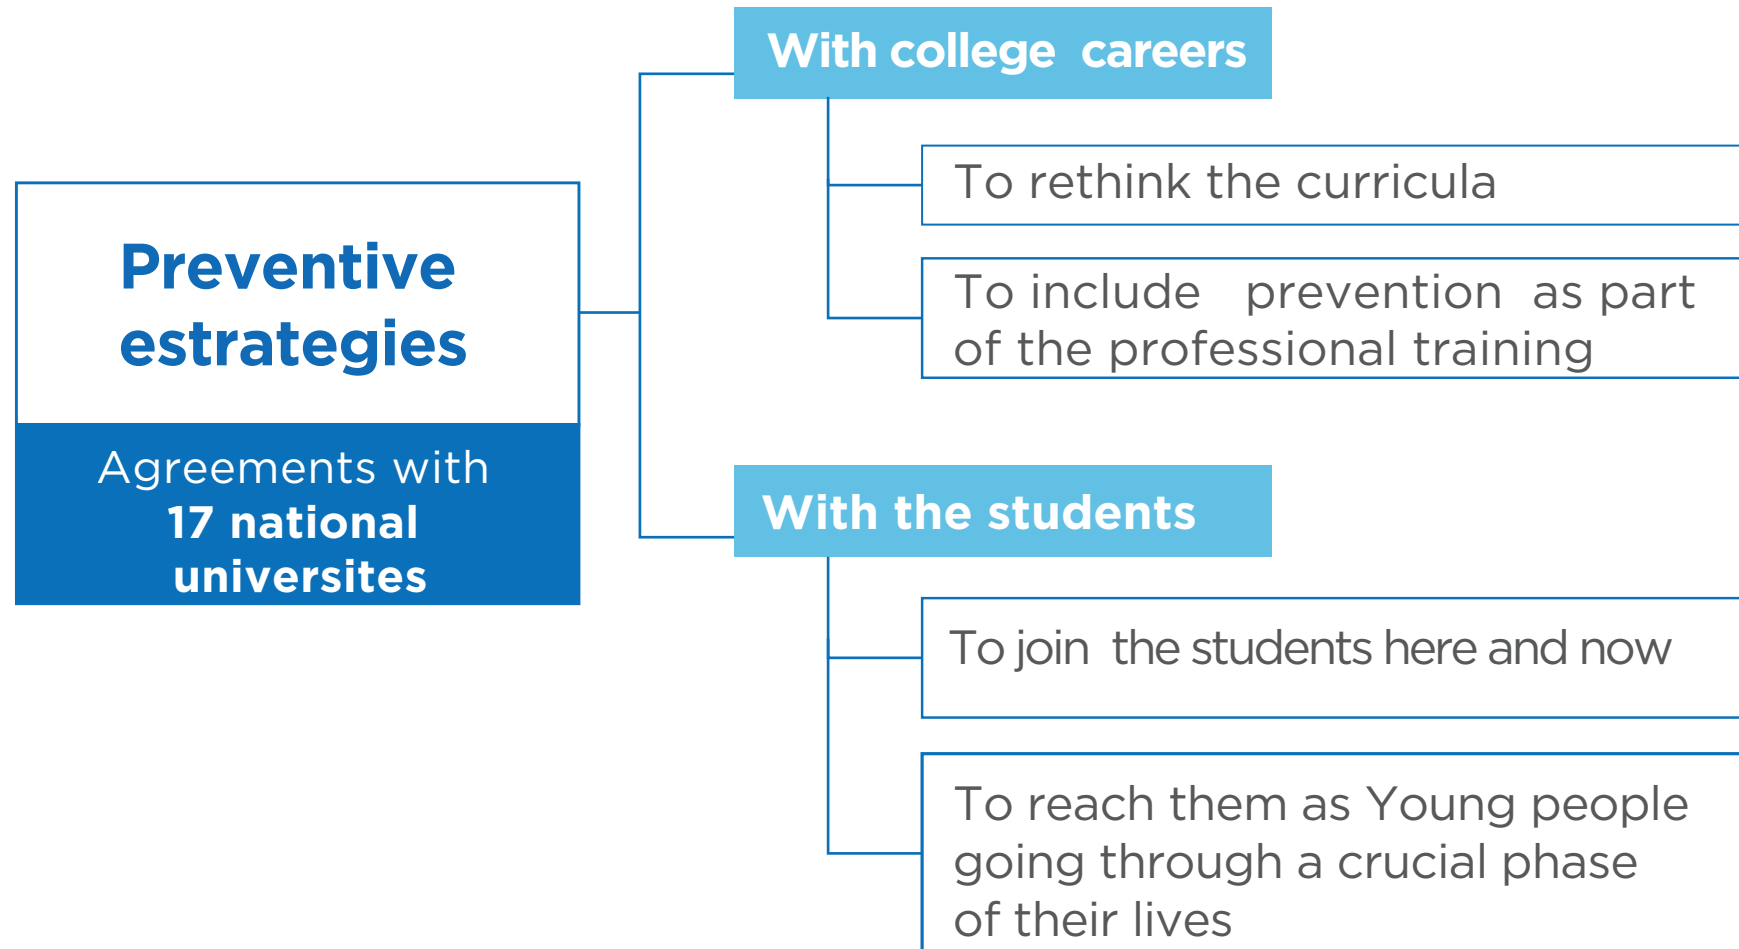 Preventive
estrategies
Agreements with
17 national
universites
With college careers
To rethink the curricula
To include prevention as part
of the professional training
With the students
To join the students here and now
To reach them as Young people
going through a crucial phase
of their lives